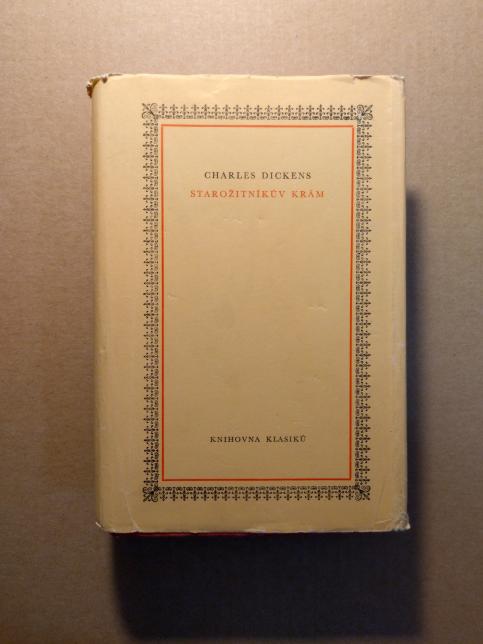 CHARLES DICKENS
STAROŽITNÍKŮV KRÁM
KNIHOVNA KLASIKŮ